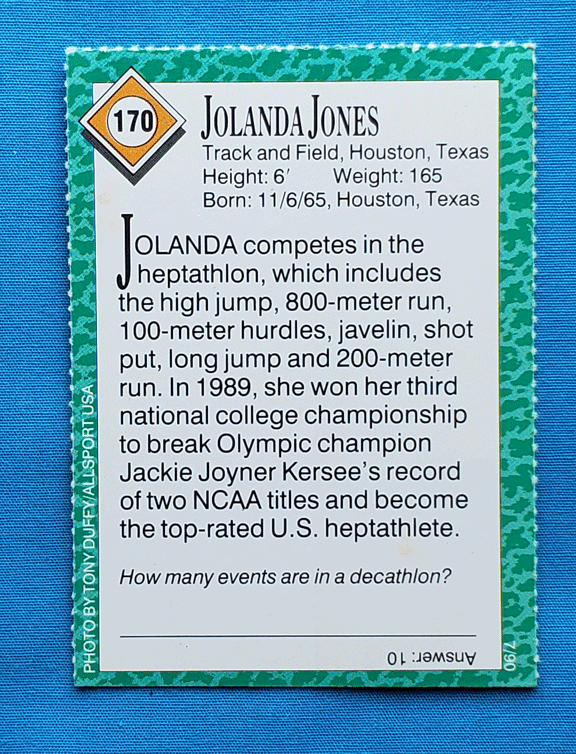 170
JOLANDA JONES
Track and Field, Houston, Texas
Height: 6′ Weight: 165
Born: 11/6/65, Houston, Texas
JOLANDA competes in the
heptathlon, which includes
the high jump, 800-meter run,
100-meter hurdles, javelin, shot
put, long jump and 200-meter
run. In 1989, she won her third
national college championship
to break Olympic champion
Jackie Joyner Kersee's record
of two NCAA titles and become
the top-rated U.S. heptathlete.
How many events are in a decathlon?
Answer: 10
PHOTO BY TONY DUFFY/ALLSPORT USA
7/90